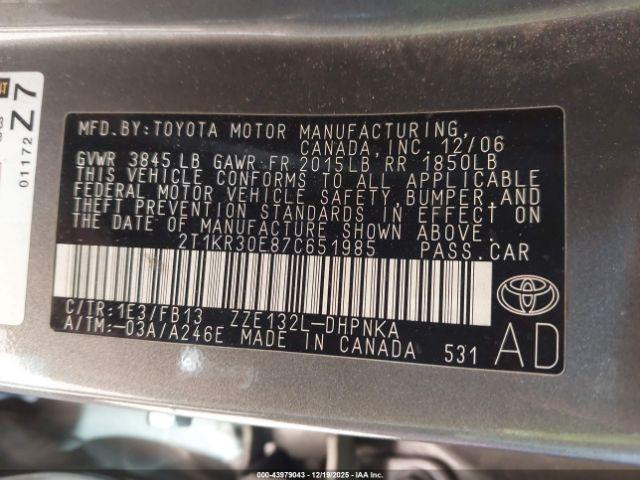 Z 7
01172
MFD.BY:TOYOTA MOTOR MANUFACTURING,
CANADA,INC. 12/06
GVWR 3845 LB GAWR FR 2015LB RR 1850LB
THIS VEHICLE CONFORMS TO ALL APPLICABLE
FEDERAL MOTOR VEHICLE SAFETY, BUMPER, AND
THEFT PREVENTION STANDARDS IN EFFECT ON
THE DATE OF MANUFACTURE SHOWN ABOVE.
2T1KR30E87C651985 PASS.CAR
C/TR:1E3/FB13 ZZE132L-DHPNKA
A/TM:-03A/A246E MADE IN CANADA 531
TOYOTA
AD
000-43979043 - 12/19/2025 - IAA Inc.